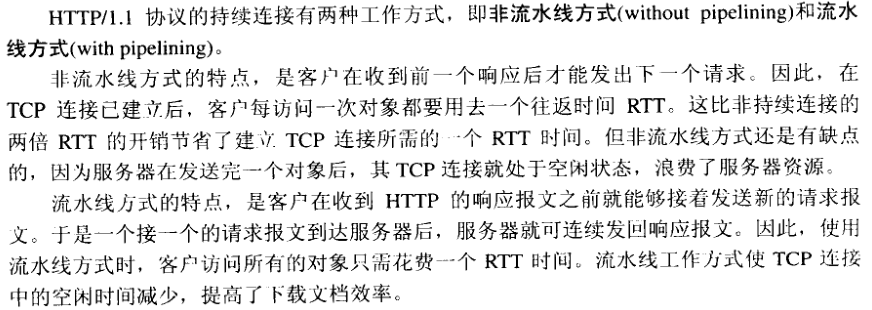 HTTP/1.1 协议的持续连接有两种工作方式，即非流水线方式(without pipelining)和流水
线方式(with pipelining)。
非流水线方式的特点，是客户在收到前一个响应后才能发出下一个请求。因此，在
TCP 连接已建立后，客户每访问一次对象都要用去一个往返时间 RTT。这比非持续连接的
两倍 RTT 的开销节省了建立 TCP 连接所需的一个 RTT 时间。但非流水线方式还是有缺点
的，因为服务器在发送完一个对象后，其 TCP 连接就处于空闲状态，浪费了服务器资源。
流水线方式的特点，是客户在收到 HTTP 的响应报文之前就能够接着发送新的请求报
文。于是一个接一个的请求报文到达服务器后，服务器就可连续发回响应报文。因此，使用
流水线方式时，客户访问所有的对象只需花费一个 RTT 时间。流水线工作方式使 TCP 连接
中的空闲时间减少，提高了下载文档效率。